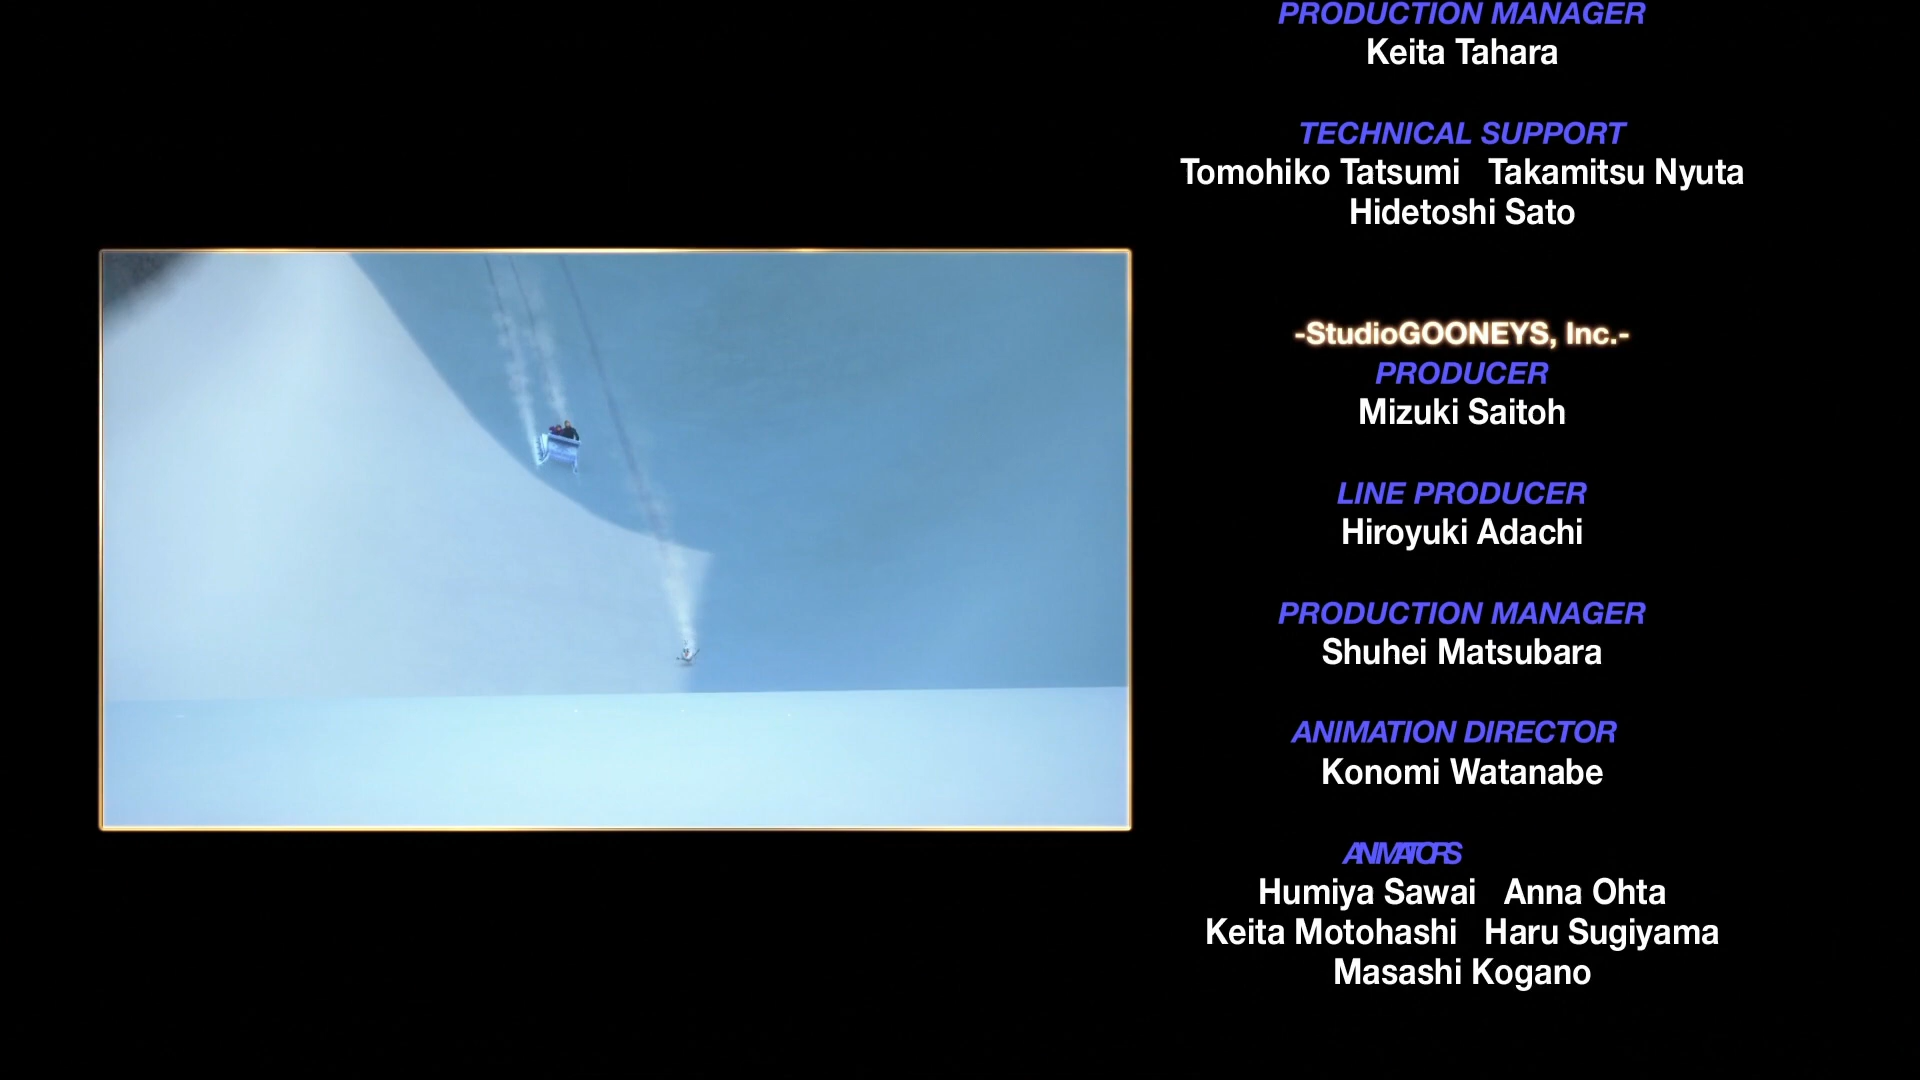 PRODUCTION MANAGER
Keita Tahara
TECHNICAL SUPPORT
Tomohiko Tatsumi Takamitsu Nyuta
Hidetoshi Sato
-StudioGOONEYS, Inc.-
PRODUCER
Mizuki Saitoh
LINE PRODUCER
Hiroyuki Adachi
PRODUCTION MANAGER
Shuhei Matsubara
ANIMATION DIRECTOR
Konomi Watanabe
ANIMATORS
Humiya Sawai Anna Ohta
Keita Motohashi Haru Sugiyama
Masashi Kogano